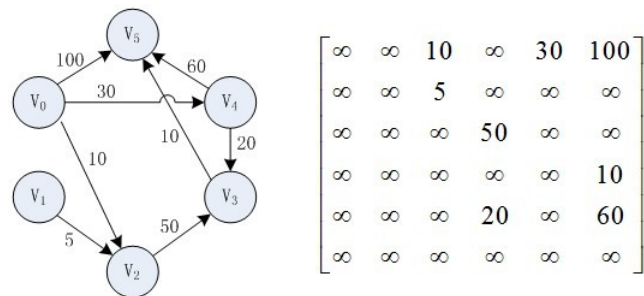 V5
100
60
30
V0
V4
10
20
10
V1
V3
5
50
V2
∞ ∞ 10 ∞ 30 100
∞ ∞ 5 ∞ ∞ ∞
∞ ∞ ∞ 50 ∞ ∞
∞ ∞ ∞ ∞ ∞ 10
∞ ∞ ∞ 20 ∞ 60
∞ ∞ ∞ ∞ ∞ ∞